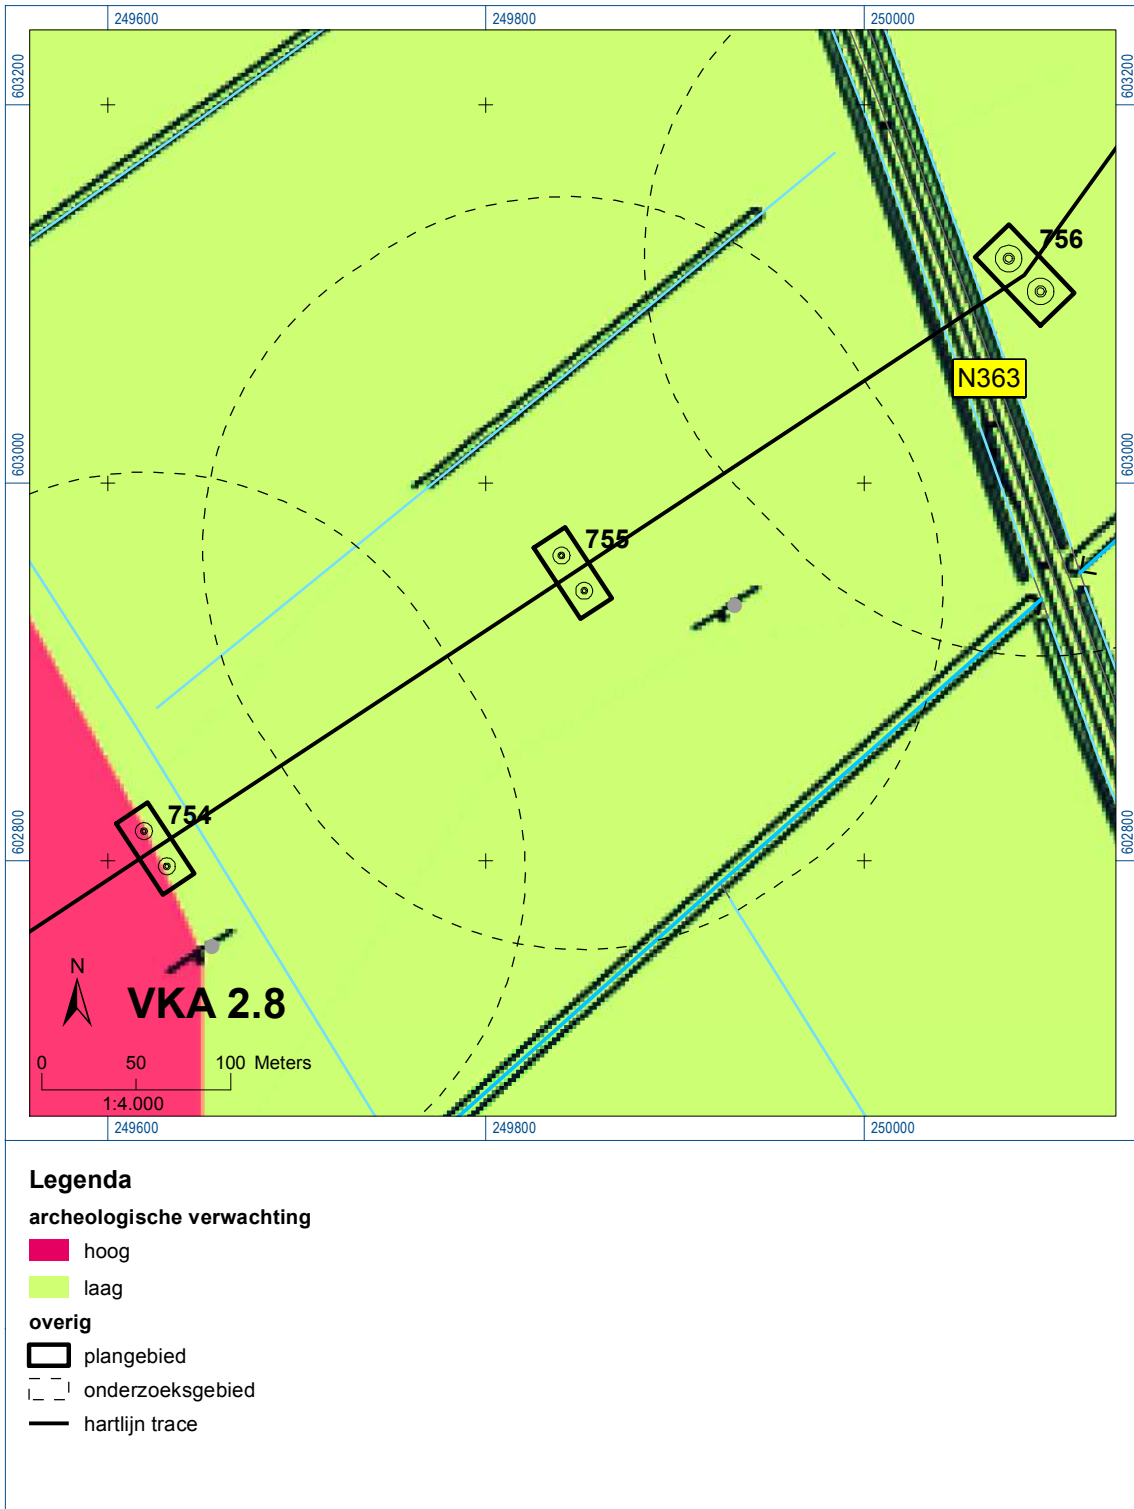 249600
249800
250000
603200
603200
756
N363
603000
603000
755
754
602800
602800
N
VKA 2.8
0 50 100 Meters
1:4.000
249600
249800
250000
Legenda
archeologische verwachting
hoog
laag
overig
plangebied
onderzoeksgebied
hartlijn trace